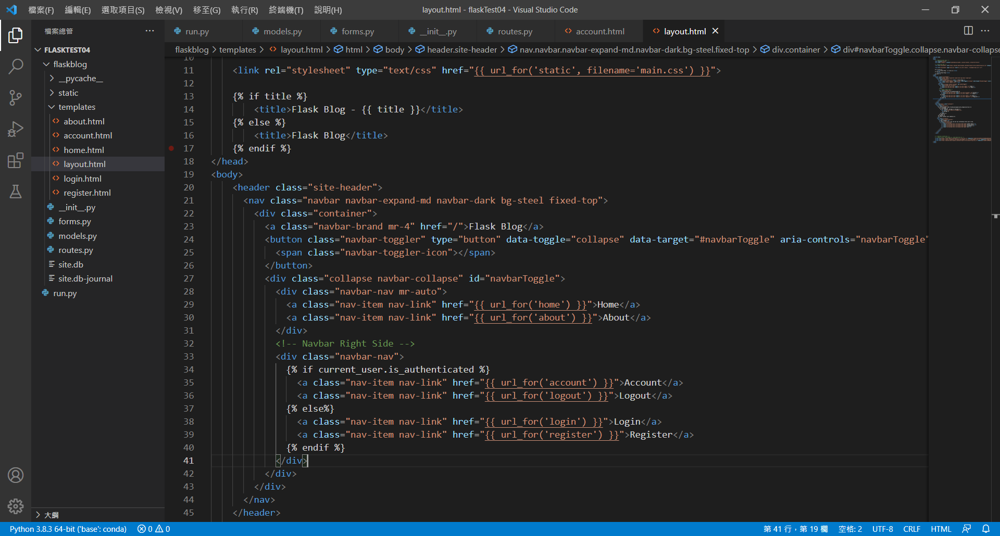 檔案(F) 編輯(E) 選取項目(S) 檢視(V) 移至(G) 執行(R) 終端機(T) 說明(H)
layout.html - flaskTest04 - Visual Studio Code
檔案總管
run.py
models.py
forms.py
__init__.py
routes.py
account.html
layout.html
FLASKTEST04
flaskblog
__pycache__
static
templates
about.html
account.html
home.html
layout.html
login.html
register.html
__init__.py
forms.py
models.py
routes.py
site.db
site.db-journal
run.py
大綱
flaskblog > templates > layout.html > html > body > header.site-header > nav.navbar.navbar-expand-md.navbar-dark.bg-steel.fixed-top > div.container > div#navbarToggle.collapse.navbar-collapse
10
11 <link rel="stylesheet" type="text/css" href="{{ url_for('static', filename='main.css') }}">
12
13 {% if title %}
14 <title>Flask Blog - {{ title }}</title>
15 {% else %}
16 <title>Flask Blog</title>
17 {% endif %}
18 </head>
19 <body>
20 <header class="site-header">
21 <nav class="navbar navbar-expand-md navbar-dark bg-steel fixed-top">
22 <div class="container">
23 <a class="navbar-brand mr-4" href="/">Flask Blog</a>
24 <button class="navbar-toggler" type="button" data-toggle="collapse" data-target="#navbarToggle" aria-controls="navbarToggle"
25 <span class="navbar-toggler-icon"></span>
26 </button>
27 <div class="collapse navbar-collapse" id="navbarToggle">
28 <div class="navbar-nav mr-auto">
29 <a class="nav-item nav-link" href="{{ url_for('home') }}">Home</a>
30 <a class="nav-item nav-link" href="{{ url_for('about') }}">About</a>
31 </div>
32 <!-- Navbar Right Side -->
33 <div class="navbar-nav">
34 {% if current_user.is_authenticated %}
35 <a class="nav-item nav-link" href="{{ url_for('account') }}">Account</a>
36 <a class="nav-item nav-link" href="{{ url_for('logout') }}">Logout</a>
37 {% else%}
38 <a class="nav-item nav-link" href="{{ url_for('login') }}">Login</a>
39 <a class="nav-item nav-link" href="{{ url_for('register') }}">Register</a>
40 {% endif %}
41 </div>
42 </div>
43 </div>
44 </nav>
45 </header>
Python 3.8.3 64-bit ('base': conda) 0 0 第 41 行，第 19 欄 空格: 2 UTF-8 CRLF HTML